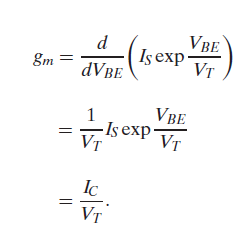 g_m = d/dV_BE (I_S exp V_BE/V_T)
= 1/V_T I_S exp V_BE/V_T
= I_C/V_T.